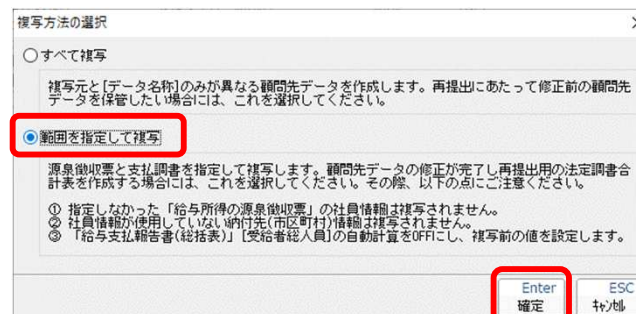 複写方法の選択
すべて複写
複写元と[データ名称]のみが異なる顧問先データを作成します。再提出にあたって修正前の顧問先
データを保管したい場合には、これを選択してください。
範囲を指定して複写
源泉徴収票と支払調書を指定して複写します。顧問先データの修正が完了し再提出用の法定調書合
計表を作成する場合には、これを選択してください。その際、以下の点にご注意ください。
① 指定しなかった「給与所得の源泉徴収票」の社員情報は複写されません。
② 社員情報が使用していない納付先(市区町村)情報は複写されません。
③ 「給与支払報告書(総括表)」[受給者総人員]の自動計算をOFFにし、複写前の値を設定します。
Enter
確定
ESC
キャンセル